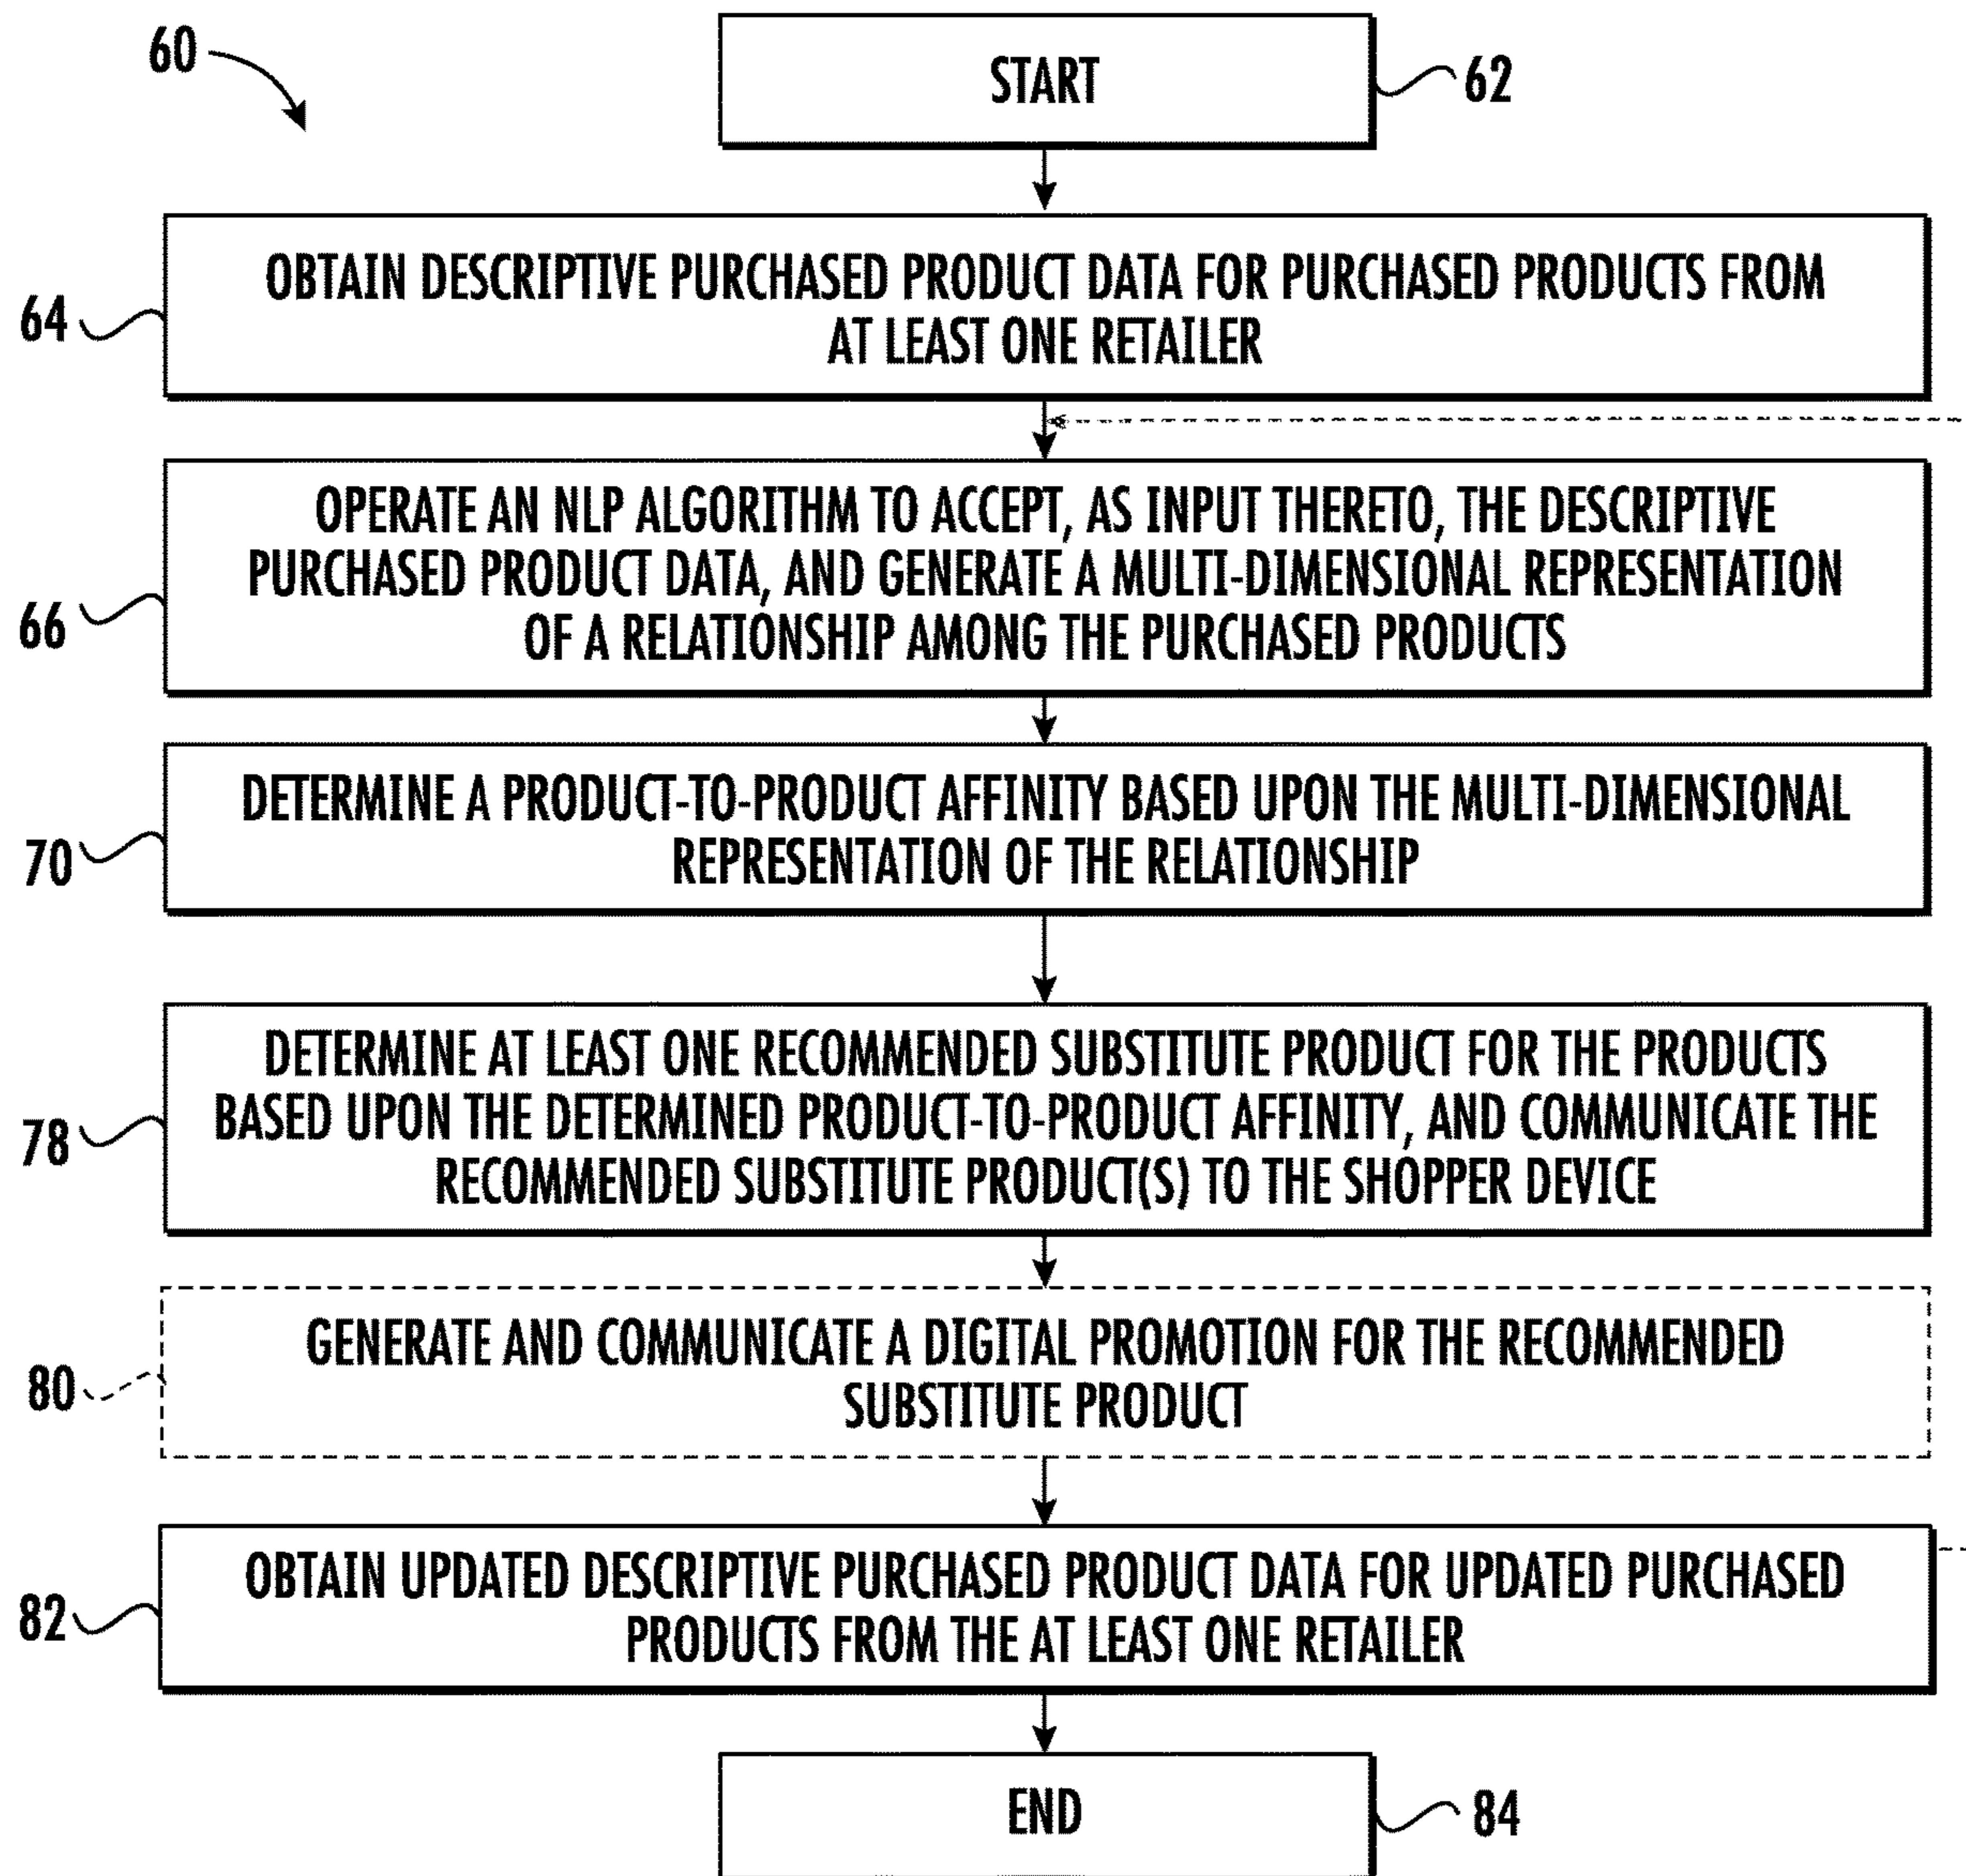 60
START
62
64
OBTAIN DESCRIPTIVE PURCHASED PRODUCT DATA FOR PURCHASED PRODUCTS FROM
AT LEAST ONE RETAILER
66
OPERATE AN NLP ALGORITHM TO ACCEPT, AS INPUT THERETO, THE DESCRIPTIVE
PURCHASED PRODUCT DATA, AND GENERATE A MULTI-DIMENSIONAL REPRESENTATION
OF A RELATIONSHIP AMONG THE PURCHASED PRODUCTS
70
DETERMINE A PRODUCT-TO-PRODUCT AFFINITY BASED UPON THE MULTI-DIMENSIONAL
REPRESENTATION OF THE RELATIONSHIP
78
DETERMINE AT LEAST ONE RECOMMENDED SUBSTITUTE PRODUCT FOR THE PRODUCTS
BASED UPON THE DETERMINED PRODUCT-TO-PRODUCT AFFINITY, AND COMMUNICATE THE
RECOMMENDED SUBSTITUTE PRODUCT(S) TO THE SHOPPER DEVICE
80
GENERATE AND COMMUNICATE A DIGITAL PROMOTION FOR THE RECOMMENDED
SUBSTITUTE PRODUCT
82
OBTAIN UPDATED DESCRIPTIVE PURCHASED PRODUCT DATA FOR UPDATED PURCHASED
PRODUCTS FROM THE AT LEAST ONE RETAILER
END
84